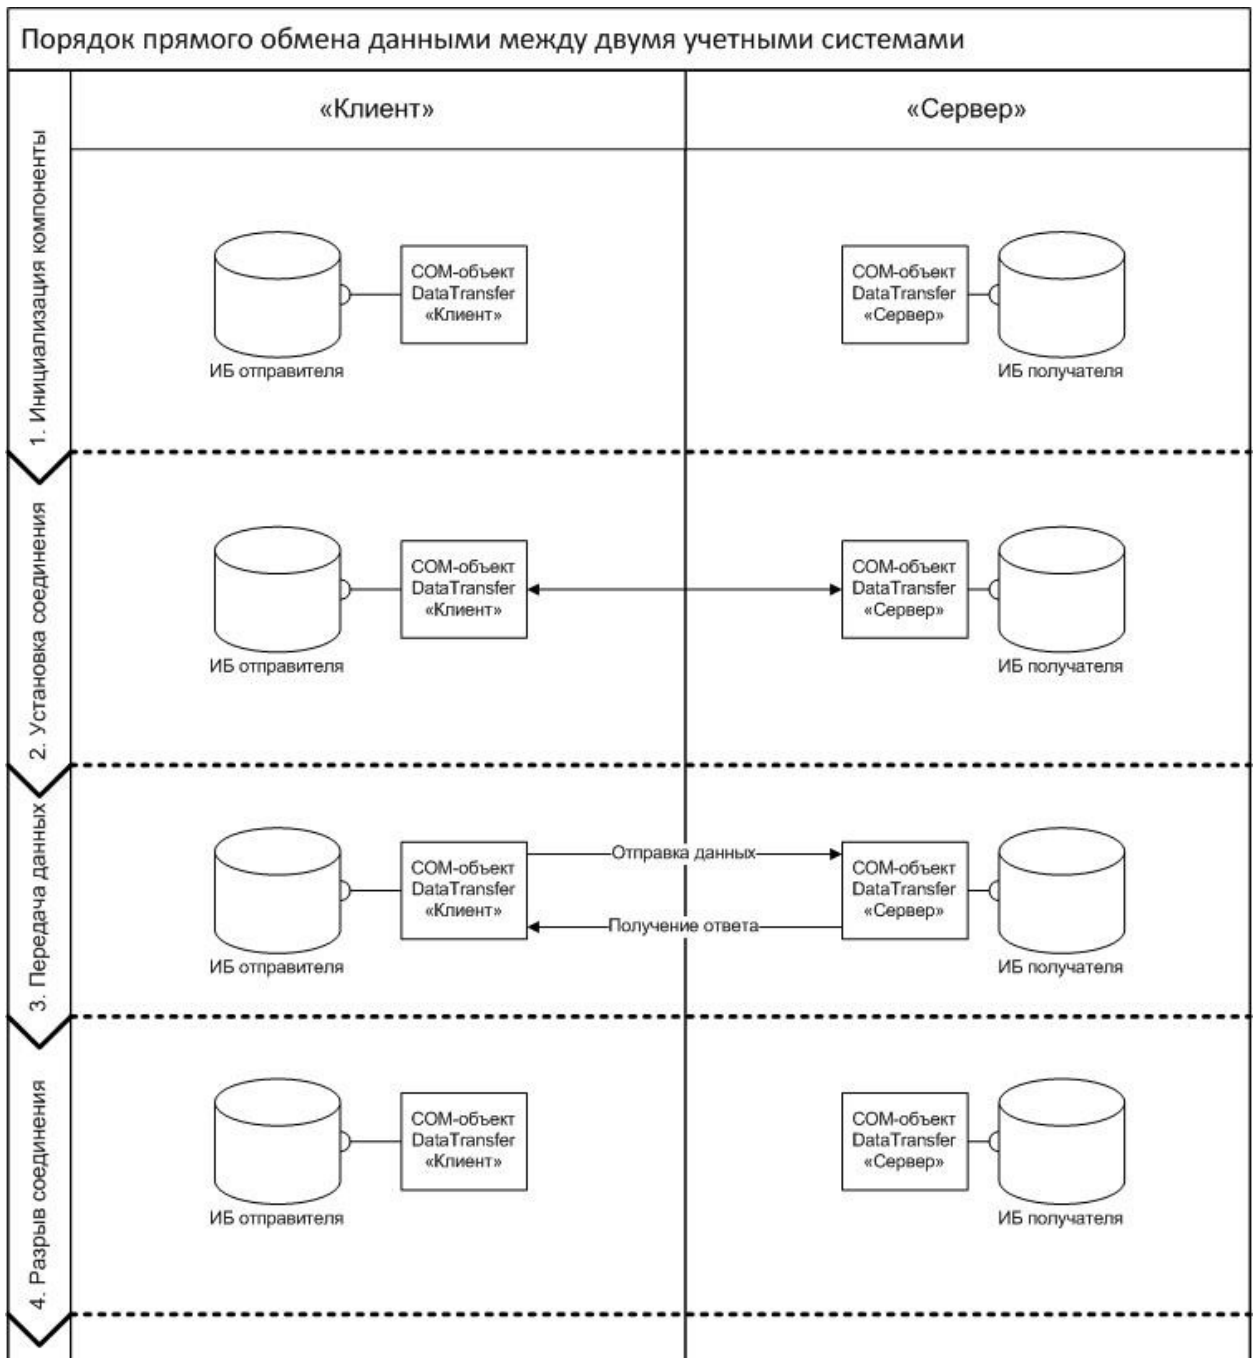 Порядок прямого обмена данными между двумя учетными системами
«Клиент»
«Сервер»
1. Инициализация компоненты
COM-объект
DataTransfer
«Клиент»
ИБ отправителя
COM-объект
DataTransfer
«Сервер»
ИБ получателя
2. Установка соединения
COM-объект
DataTransfer
«Клиент»
ИБ отправителя
COM-объект
DataTransfer
«Сервер»
ИБ получателя
3. Передача данных
COM-объект
DataTransfer
«Клиент»
ИБ отправителя
Отправка данных
Получение ответа
COM-объект
DataTransfer
«Сервер»
ИБ получателя
4. Разрыв соединения
COM-объект
DataTransfer
«Клиент»
ИБ отправителя
COM-объект
DataTransfer
«Сервер»
ИБ получателя